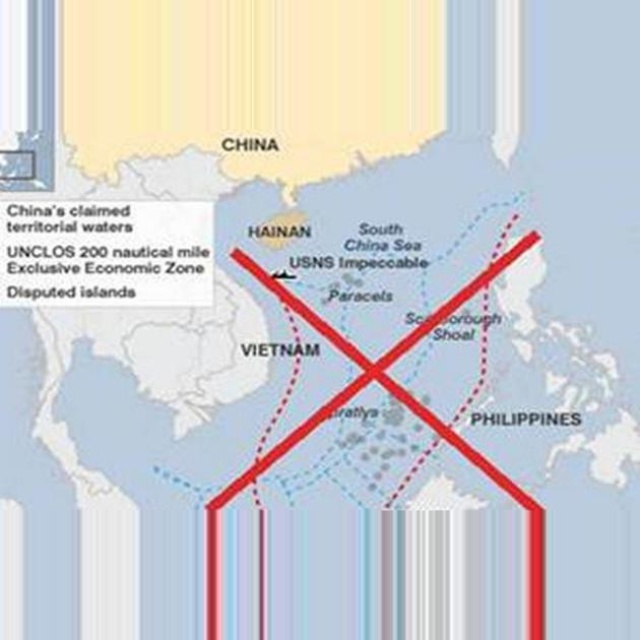 CHINA
China's claimed
territorial waters
UNCLOS 200 nautical mile
Exclusive Economic Zone
Disputed islands
HAINAN
South
China Sea
USNS Impeccable
Paracels
Scarborough
Shoal
VIETNAM
Spratlys
PHILIPPINES